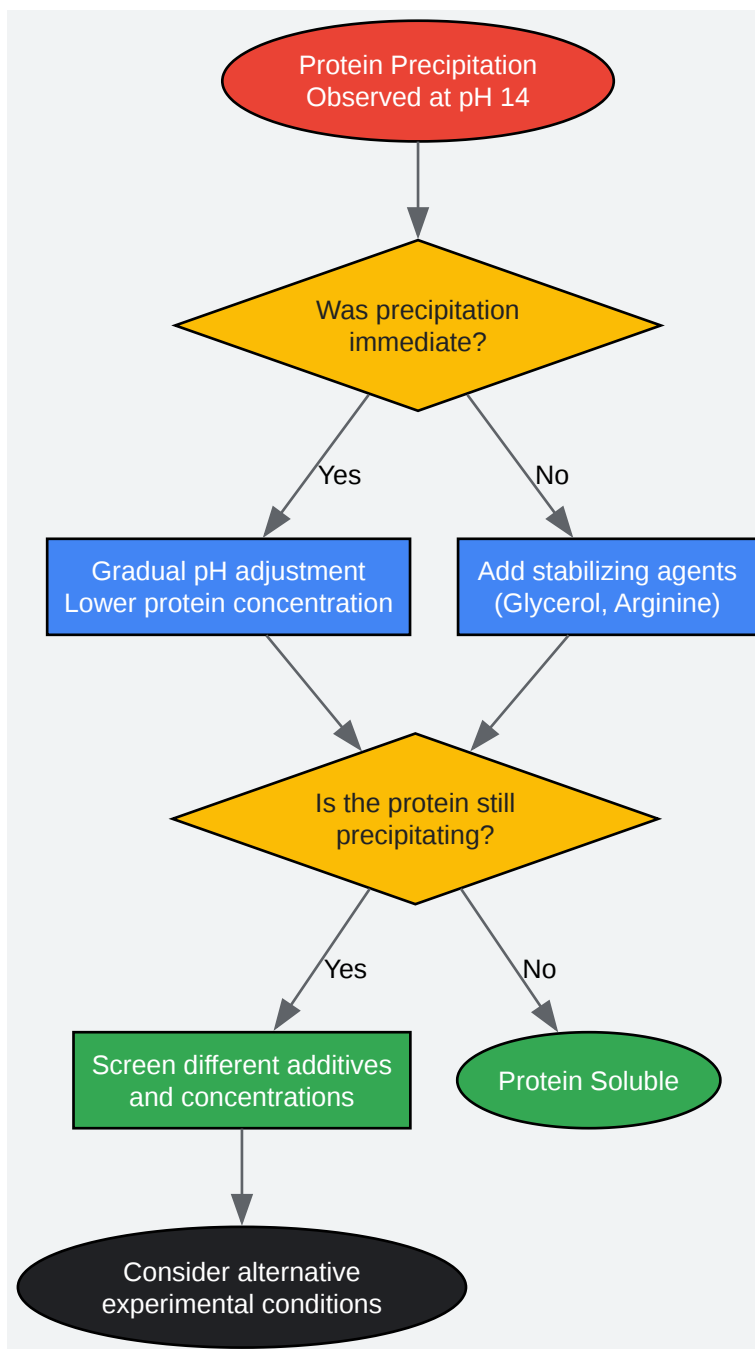 Protein Precipitation
Observed at pH 14
Was precipitation
immediate?
Yes
No
Gradual pH adjustment
Lower protein concentration
Add stabilizing agents
(Glycerol, Arginine)
Is the protein still
precipitating?
Yes
No
Screen different additives
and concentrations
Protein Soluble
Consider alternative
experimental conditions